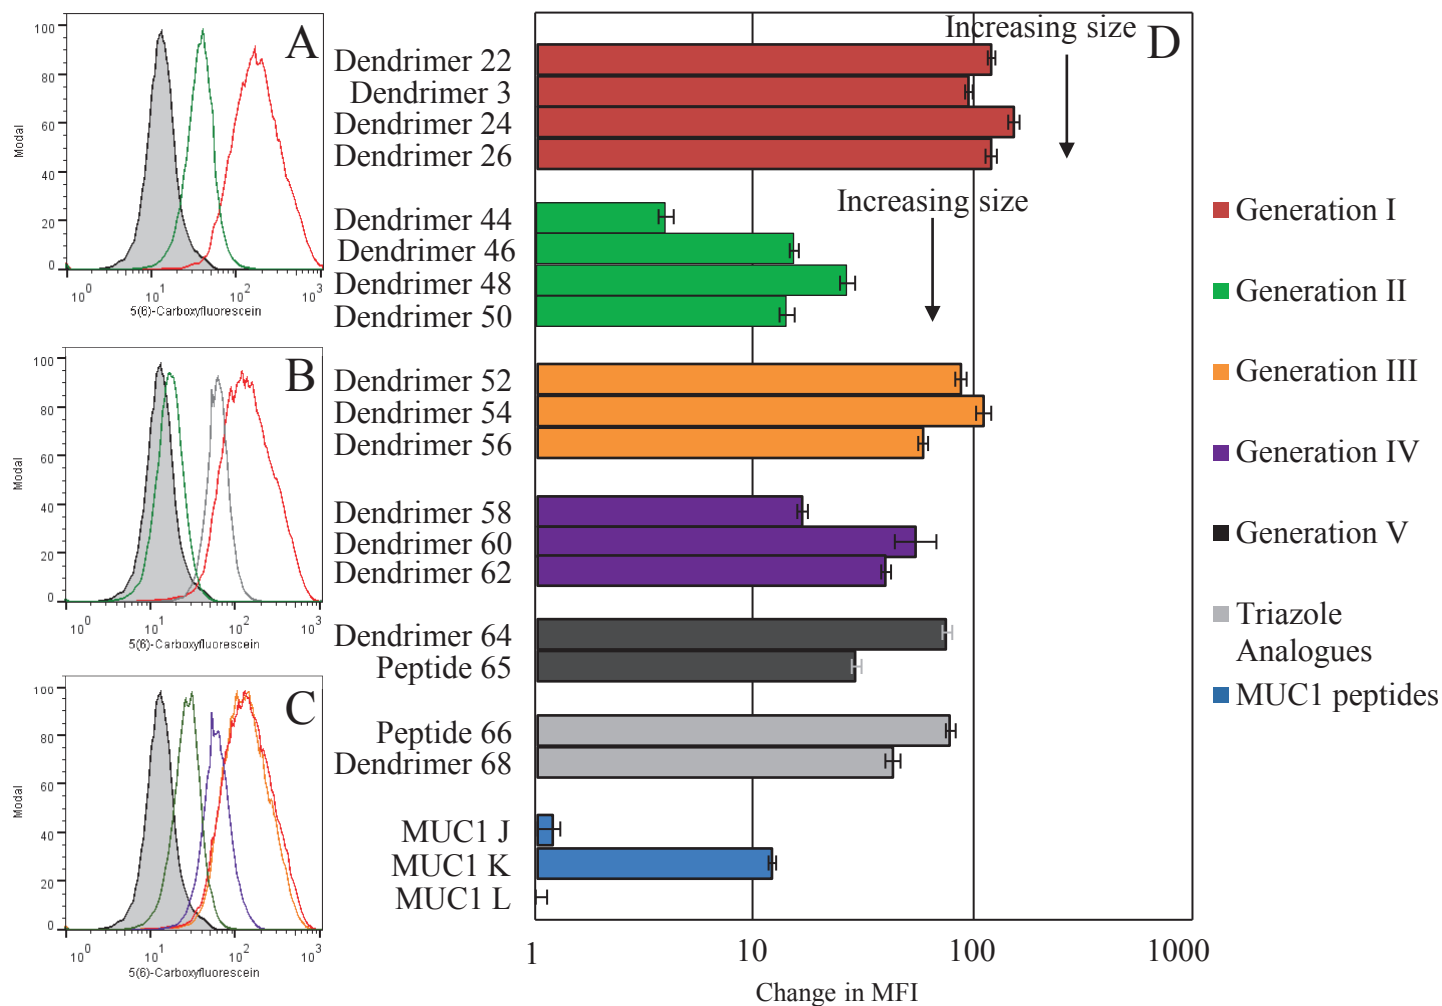 A
100
80
60
40
20
0
Modal
10^0 10^1 10^2 10^3
5(6)-Carboxyfluorescein
B
100
80
60
40
20
0
Modal
10^0 10^1 10^2 10^3
5(6)-Carboxyfluorescein
C
100
80
60
40
20
0
Modal
10^0 10^1 10^2 10^3
5(6)-Carboxyfluorescein
D
Increasing size
Increasing size
Dendrimer 22
Dendrimer 3
Dendrimer 24
Dendrimer 26
Dendrimer 44
Dendrimer 46
Dendrimer 48
Dendrimer 50
Dendrimer 52
Dendrimer 54
Dendrimer 56
Dendrimer 58
Dendrimer 60
Dendrimer 62
Dendrimer 64
Peptide 65
Peptide 66
Dendrimer 68
MUC1 J
MUC1 K
MUC1 L
1 10 100 1000
Change in MFI
Generation I
Generation II
Generation III
Generation IV
Generation V
Triazole
Analogues
MUC1 peptides